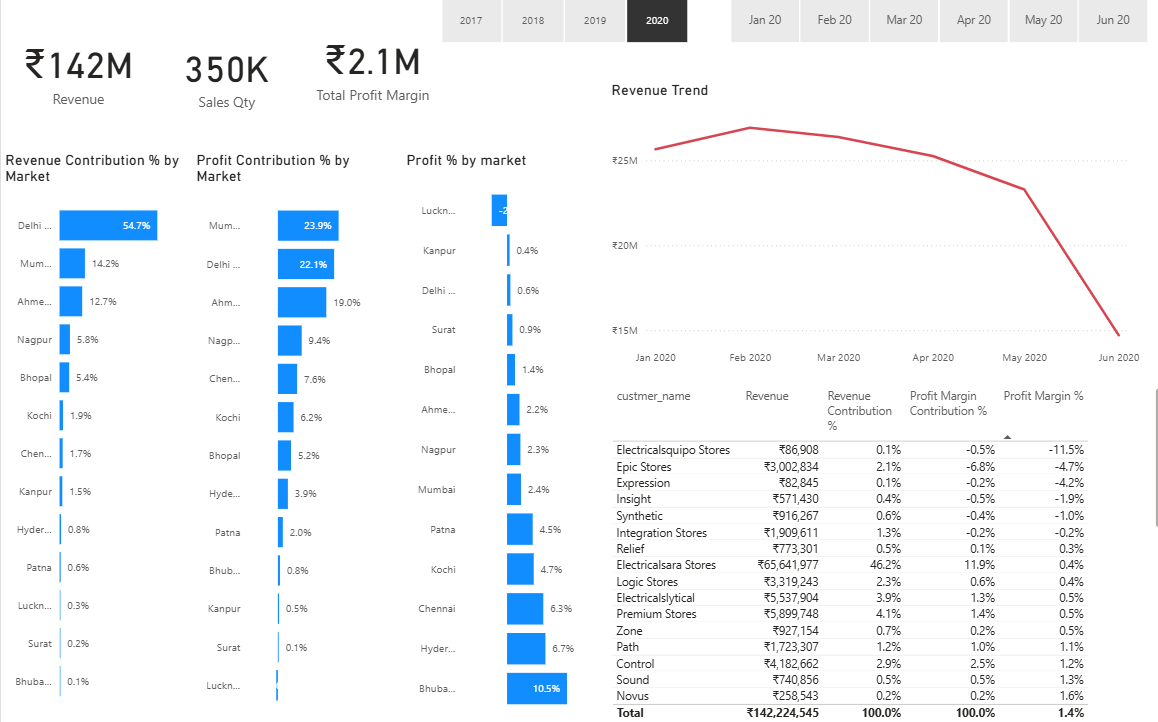 2017 2018 2019 2020 Jan 20 Feb 20 Mar 20 Apr 20 May 20 Jun 20
₹142M
Revenue
350K
Sales Qty
₹2.1M
Total Profit Margin
Revenue Contribution % by
Market
Delhi ... 54.7%
Mum... 14.2%
Ahme... 12.7%
Nagpur 5.8%
Bhopal 5.4%
Kochi 1.9%
Chen... 1.7%
Kanpur 1.5%
Hyder... 0.8%
Patna 0.6%
Luckn... 0.3%
Surat 0.2%
Bhuba... 0.1%
Profit Contribution % by
Market
Mum... 23.9%
Delhi ... 22.1%
Ahm... 19.0%
Nagp... 9.4%
Chen... 7.6%
Kochi 6.2%
Bhopal 5.2%
Hyde... 3.9%
Patna 2.0%
Bhub... 0.8%
Kanpur 0.5%
Surat 0.1%
Luckn...
Profit % by market
Luckn... -2
Kanpur 0.4%
Delhi ... 0.6%
Surat 0.9%
Bhopal 1.4%
Ahme... 2.2%
Nagpur 2.3%
Mumbai 2.4%
Patna 4.5%
Kochi 4.7%
Chennai 6.3%
Hyder... 6.7%
Bhuba... 10.5%
Revenue Trend
₹25M
₹20M
₹15M
Jan 2020 Feb 2020 Mar 2020 Apr 2020 May 2020 Jun 2020
custmer_name Revenue Revenue Profit Margin Profit Margin %
Contribution Contribution %
%
Electricalsquipo Stores ₹86,908 0.1% -0.5% -11.5%
Epic Stores ₹3,002,834 2.1% -6.8% -4.7%
Expression ₹82,845 0.1% -0.2% -4.2%
Insight ₹571,430 0.4% -0.5% -1.9%
Synthetic ₹916,267 0.6% -0.4% -1.0%
Integration Stores ₹1,909,611 1.3% -0.2% -0.2%
Relief ₹773,301 0.5% 0.1% 0.3%
Electricalsara Stores ₹65,641,977 46.2% 11.9% 0.4%
Logic Stores ₹3,319,243 2.3% 0.6% 0.4%
Electricalslytical ₹5,537,904 3.9% 1.3% 0.5%
Premium Stores ₹5,899,748 4.1% 1.4% 0.5%
Zone ₹927,154 0.7% 0.2% 0.5%
Path ₹1,723,307 1.2% 1.0% 1.1%
Control ₹4,182,662 2.9% 2.5% 1.2%
Sound ₹740,856 0.5% 0.5% 1.3%
Novus ₹258,543 0.2% 0.2% 1.6%
Total ₹142,224,545 100.0% 100.0% 1.4%